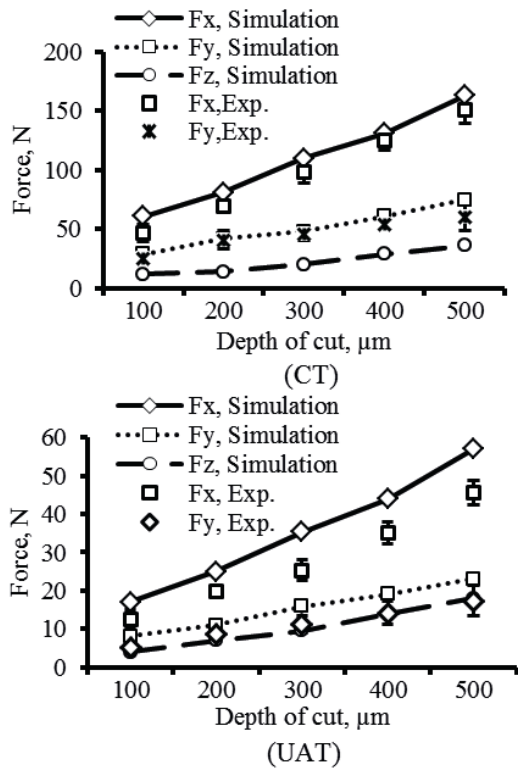 Fx, Simulation
Fy, Simulation
Fz, Simulation
Fx,Exp.
Fy,Exp.
200
150
100
50
0
Force, N
100 200 300 400 500
Depth of cut, µm
(CT)
Fx, Simulation
Fy, Simulation
Fz, Simulation
Fx, Exp.
Fy, Exp.
60
50
40
30
20
10
0
Force, N
100 200 300 400 500
Depth of cut, µm
(UAT)